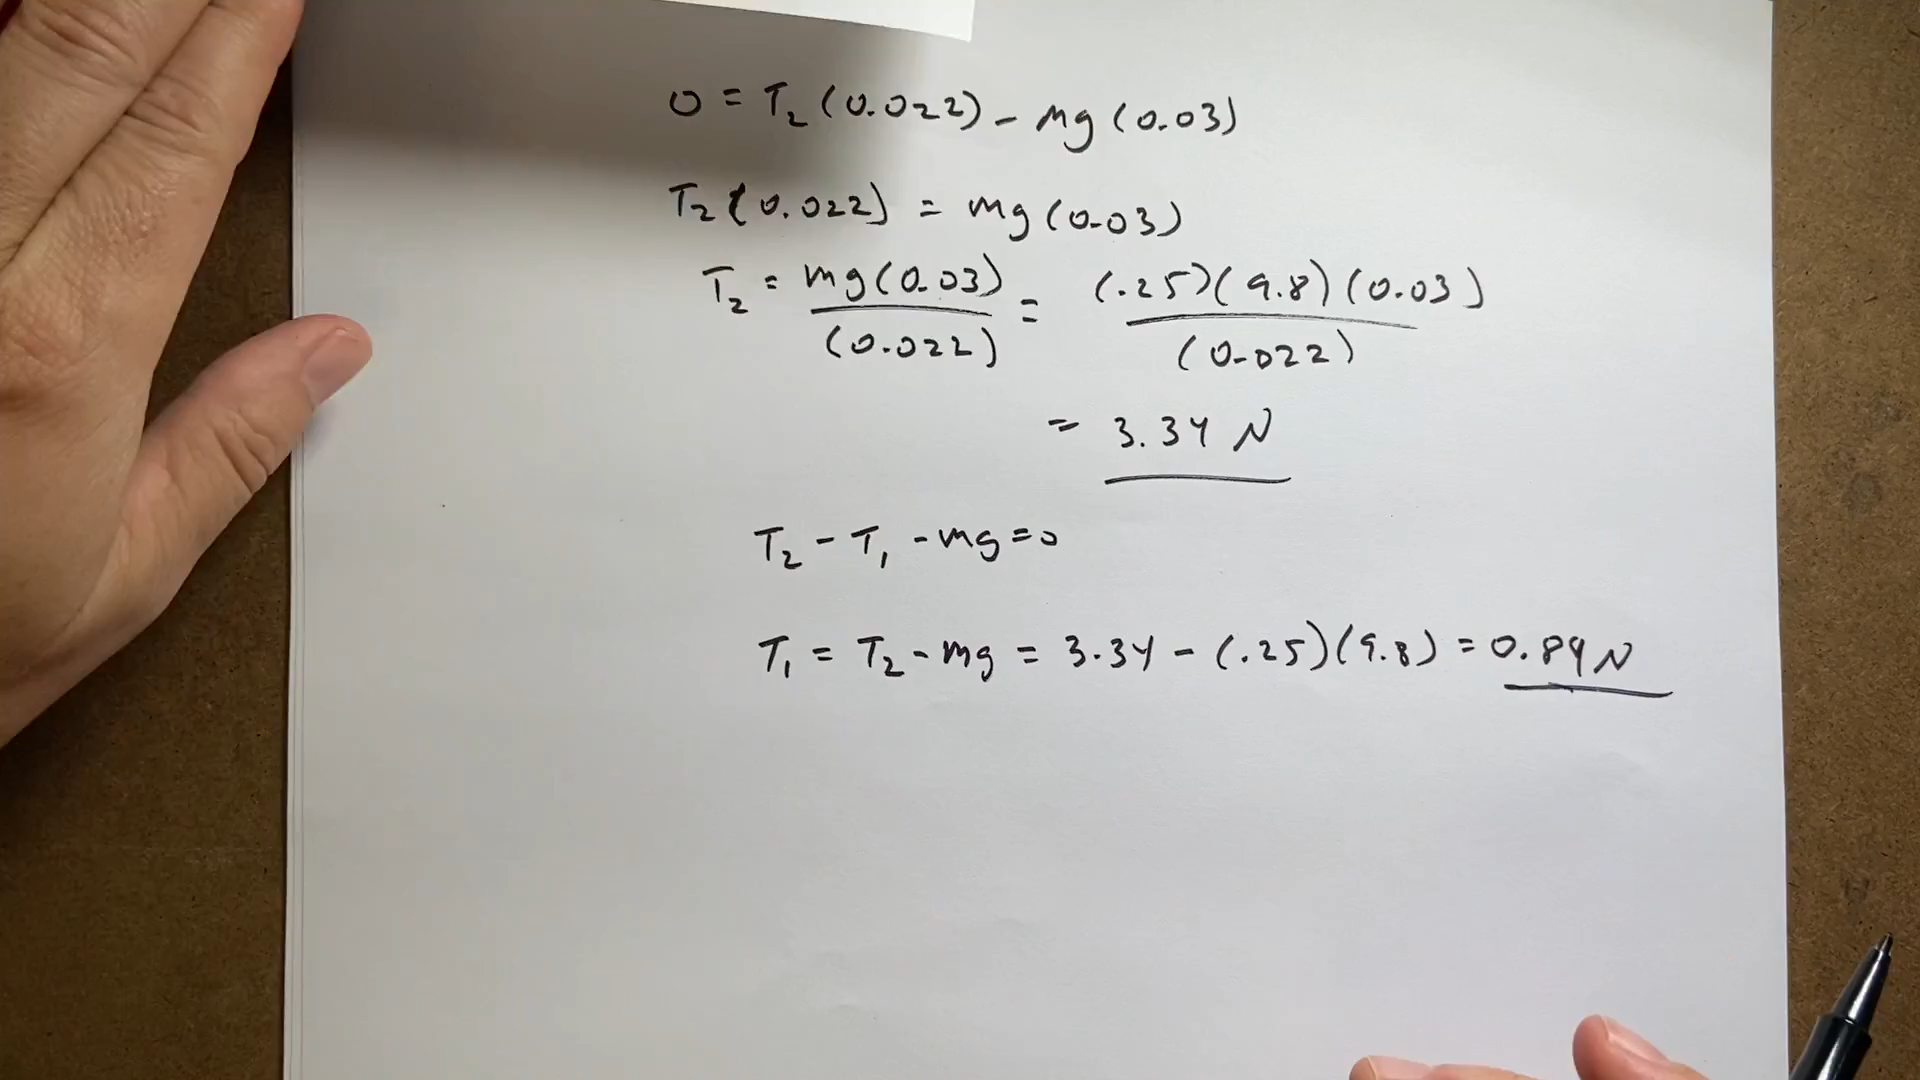 0 = T₂ (0.022) - mg (0.03)
T₂ (0.022) = mg (0.03)
T₂ = mg(0.03) / (0.022) = (.25)(9.8)(0.03) / (0.022)
= 3.34 N
T₂ - T₁ - mg = 0
T₁ = T₂ - mg = 3.34 - (.25)(9.8) = 0.89 N